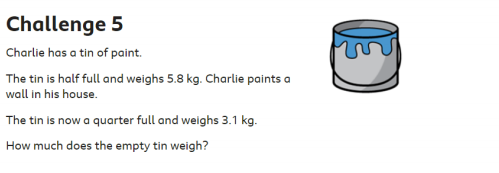 Challenge 5
Charlie has a tin of paint.
The tin is half full and weighs 5.8 kg. Charlie paints a
wall in his house.
The tin is now a quarter full and weighs 3.1 kg.
How much does the empty tin weigh?